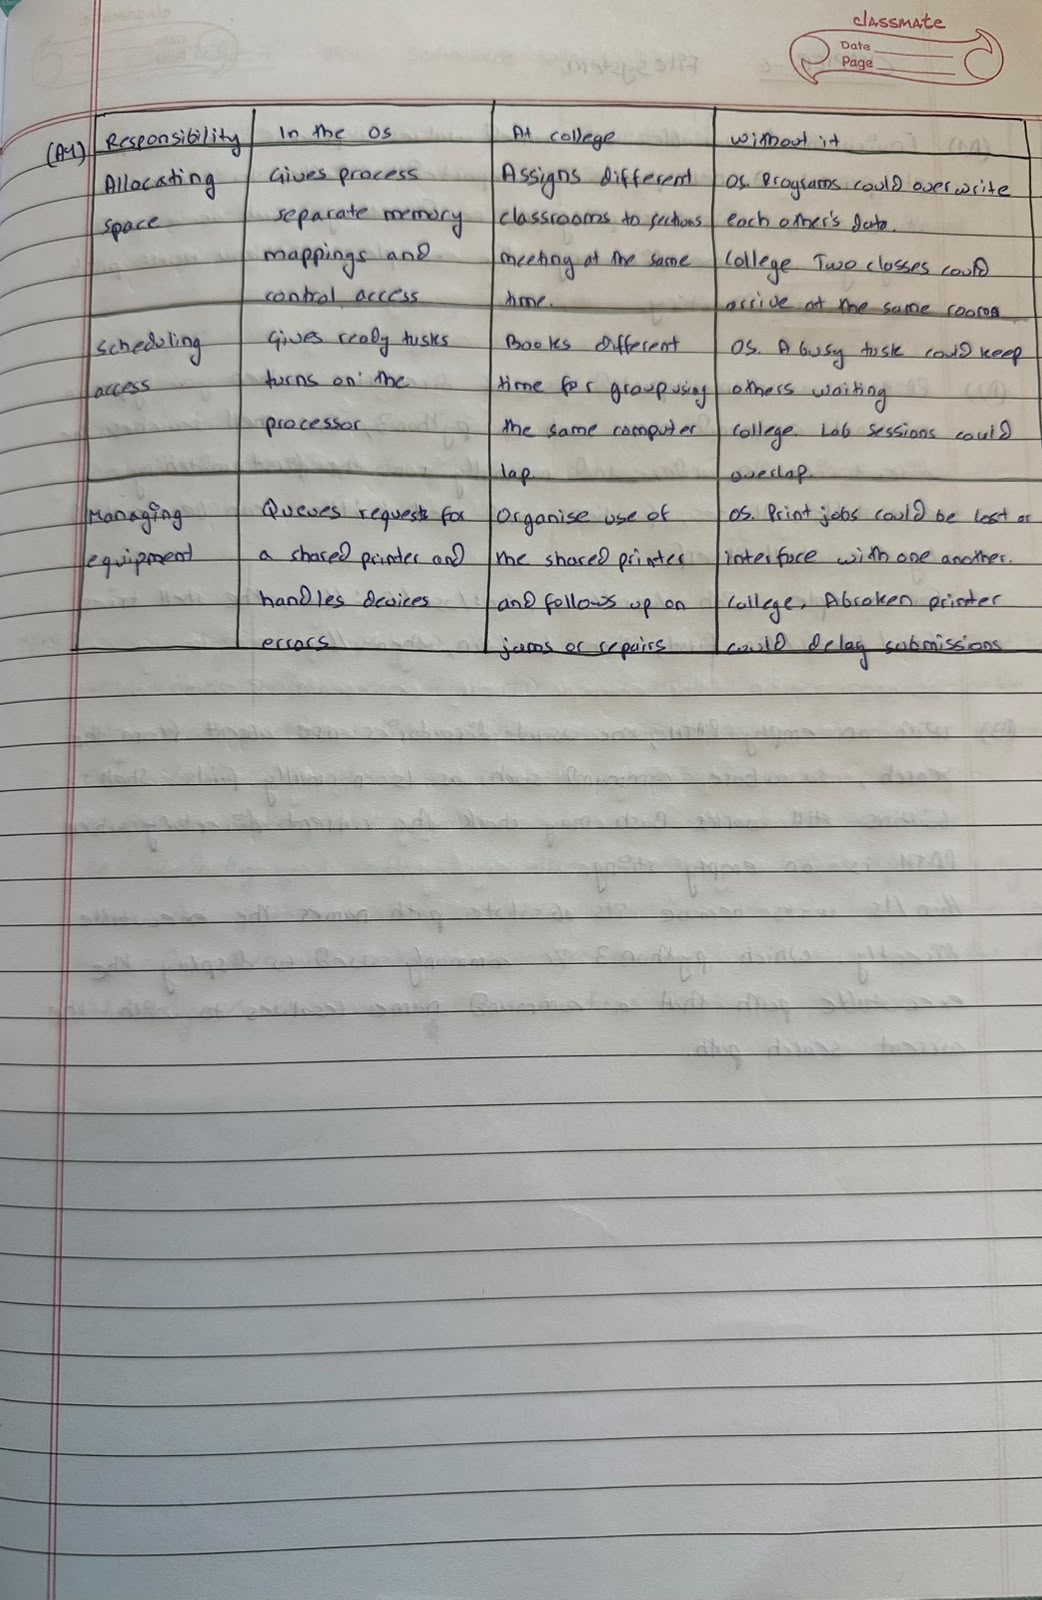 classmate
Date
Page
(A4) Responsibility | In the OS | At college | without it
Allocating | Gives process | Assigns different | OS. Programs could overwrite
space | separate memory | classrooms to sections | each other's data.
mappings and | meeting at the same | College. Two classes could
control access | time. | arrive at the same rooms
Scheduling | Gives ready tasks | Books different | OS. A busy task could keep
access | turns on the | time for group using | others waiting
processor | the same computer | College. Lab sessions could
lap. | overlap.
Managing | Queues requests for | Organise use of | OS. Print jobs could be lost or
equipment | a shared printer and | the shared printer | interface with one another.
handles devices | and follows up on | College. A broken printer
errors | jams or repairs | could delay submissions